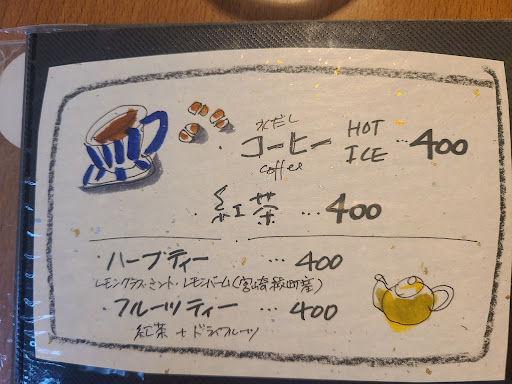 水だし
コーヒー HOT ICE …400
coffee
・紅茶 …400
・ハーブティー …400
レモングラス・ミント・レモンバーム(宮崎綾町産)
・フルーツティー …400
紅茶+ドライフルーツ